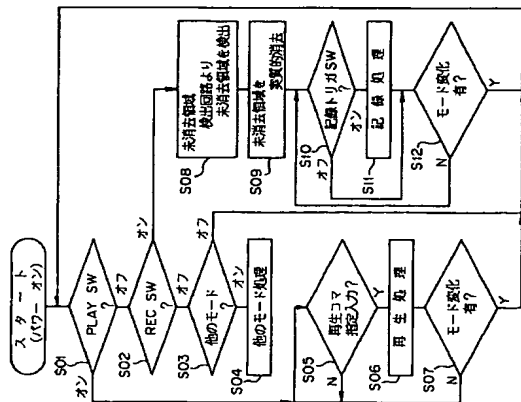 スタート
(パワー オン)
S01
PLAY SW
?
オン
オフ
S02
REC SW
?
オン
オフ
S03
他のモード
?
オフ
オン
S04
他のモード処理
S05
再生コマ
指定入力?
Y
S06
再生処理
S07
モード変化
有?
N
Y
S08
未消去領域
検出回路より
未消去領域を検出
S09
未消去領域を
実質的消去
S10
記録トリガSW
?
オフ
オン
S11
記録処理
S12
モード変化
有?
N
Y